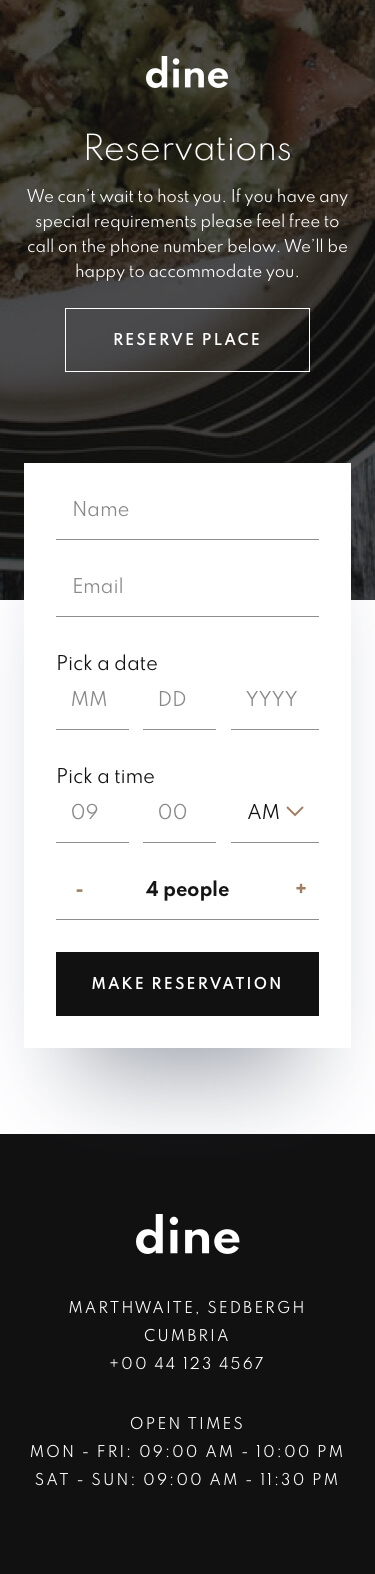 dine
Reservations
We can't wait to host you. If you have any
special requirements please feel free to
call on the phone number below. We'll be
happy to accommodate you.
RESERVE PLACE
Name
Email
Pick a date
MM DD YYYY
Pick a time
09 00 AM
- 4 people +
MAKE RESERVATION
dine
MARTHWAITE, SEDBERGH
CUMBRIA
+00 44 123 4567
OPEN TIMES
MON - FRI: 09:00 AM - 10:00 PM
SAT - SUN: 09:00 AM - 11:30 PM